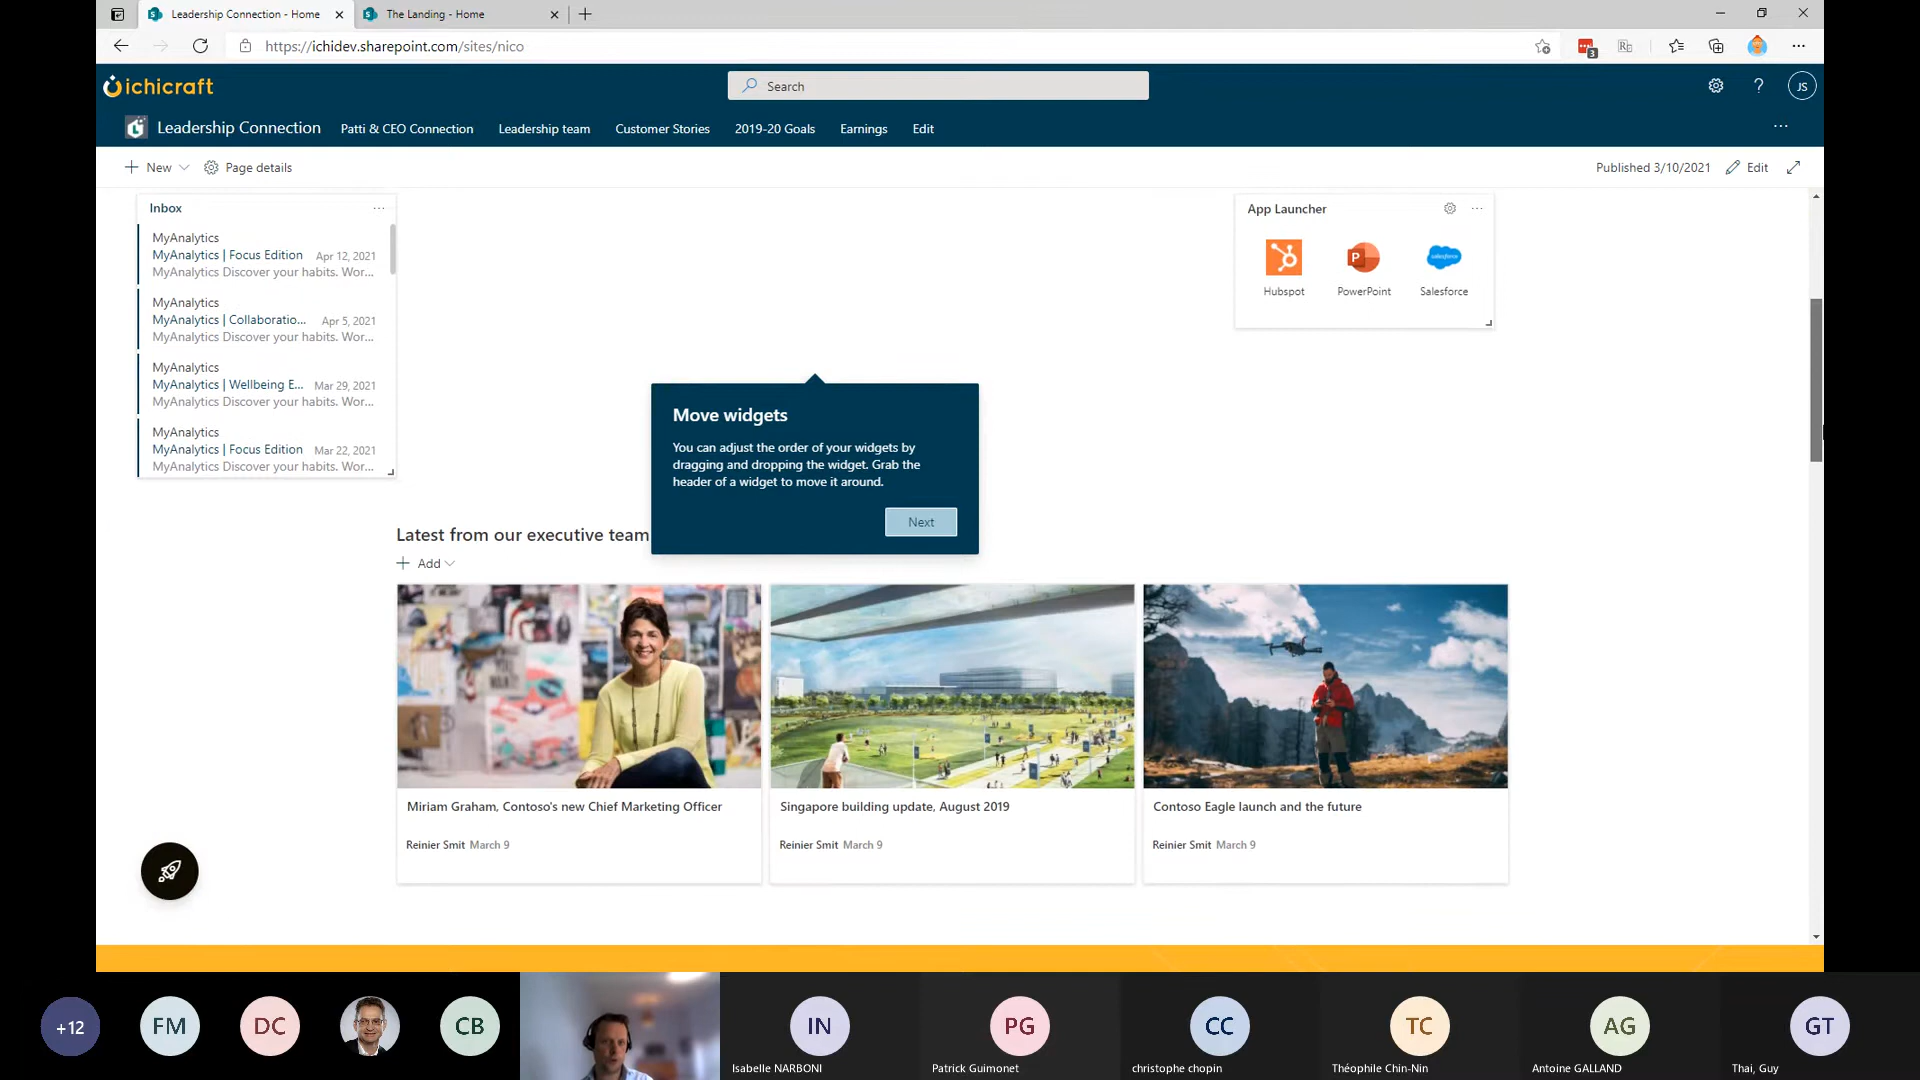 Leadership Connection - Home
The Landing - Home
https://ichidev.sharepoint.com/sites/nico
3
ichicraft
Search
?
JS
Leadership Connection
Patti & CEO Connection
Leadership team
Customer Stories
2019-20 Goals
Earnings
Edit
New
Page details
Published 3/10/2021
Edit
Inbox
MyAnalytics
MyAnalytics | Focus Edition Apr 12, 2021
MyAnalytics Discover your habits. Wor...
MyAnalytics
MyAnalytics | Collaboratio... Apr 5, 2021
MyAnalytics Discover your habits. Wor...
MyAnalytics
MyAnalytics | Wellbeing E... Mar 29, 2021
MyAnalytics Discover your habits. Wor...
MyAnalytics
MyAnalytics | Focus Edition Mar 22, 2021
MyAnalytics Discover your habits. Wor...
App Launcher
P
salesforce
Hubspot
PowerPoint
Salesforce
Move widgets
You can adjust the order of your widgets by
dragging and dropping the widget. Grab the
header of a widget to move it around.
Next
Latest from our executive team
Add
Miriam Graham, Contoso's new Chief Marketing Officer
Reinier Smit March 9
Singapore building update, August 2019
Reinier Smit March 9
Contoso Eagle launch and the future
Reinier Smit March 9
+12
FM
DC
CB
IN
Isabelle NARBONI
PG
Patrick Guimonet
CC
christophe chopin
TC
Théophile Chin-Nin
AG
Antoine GALLAND
GT
Thai, Guy